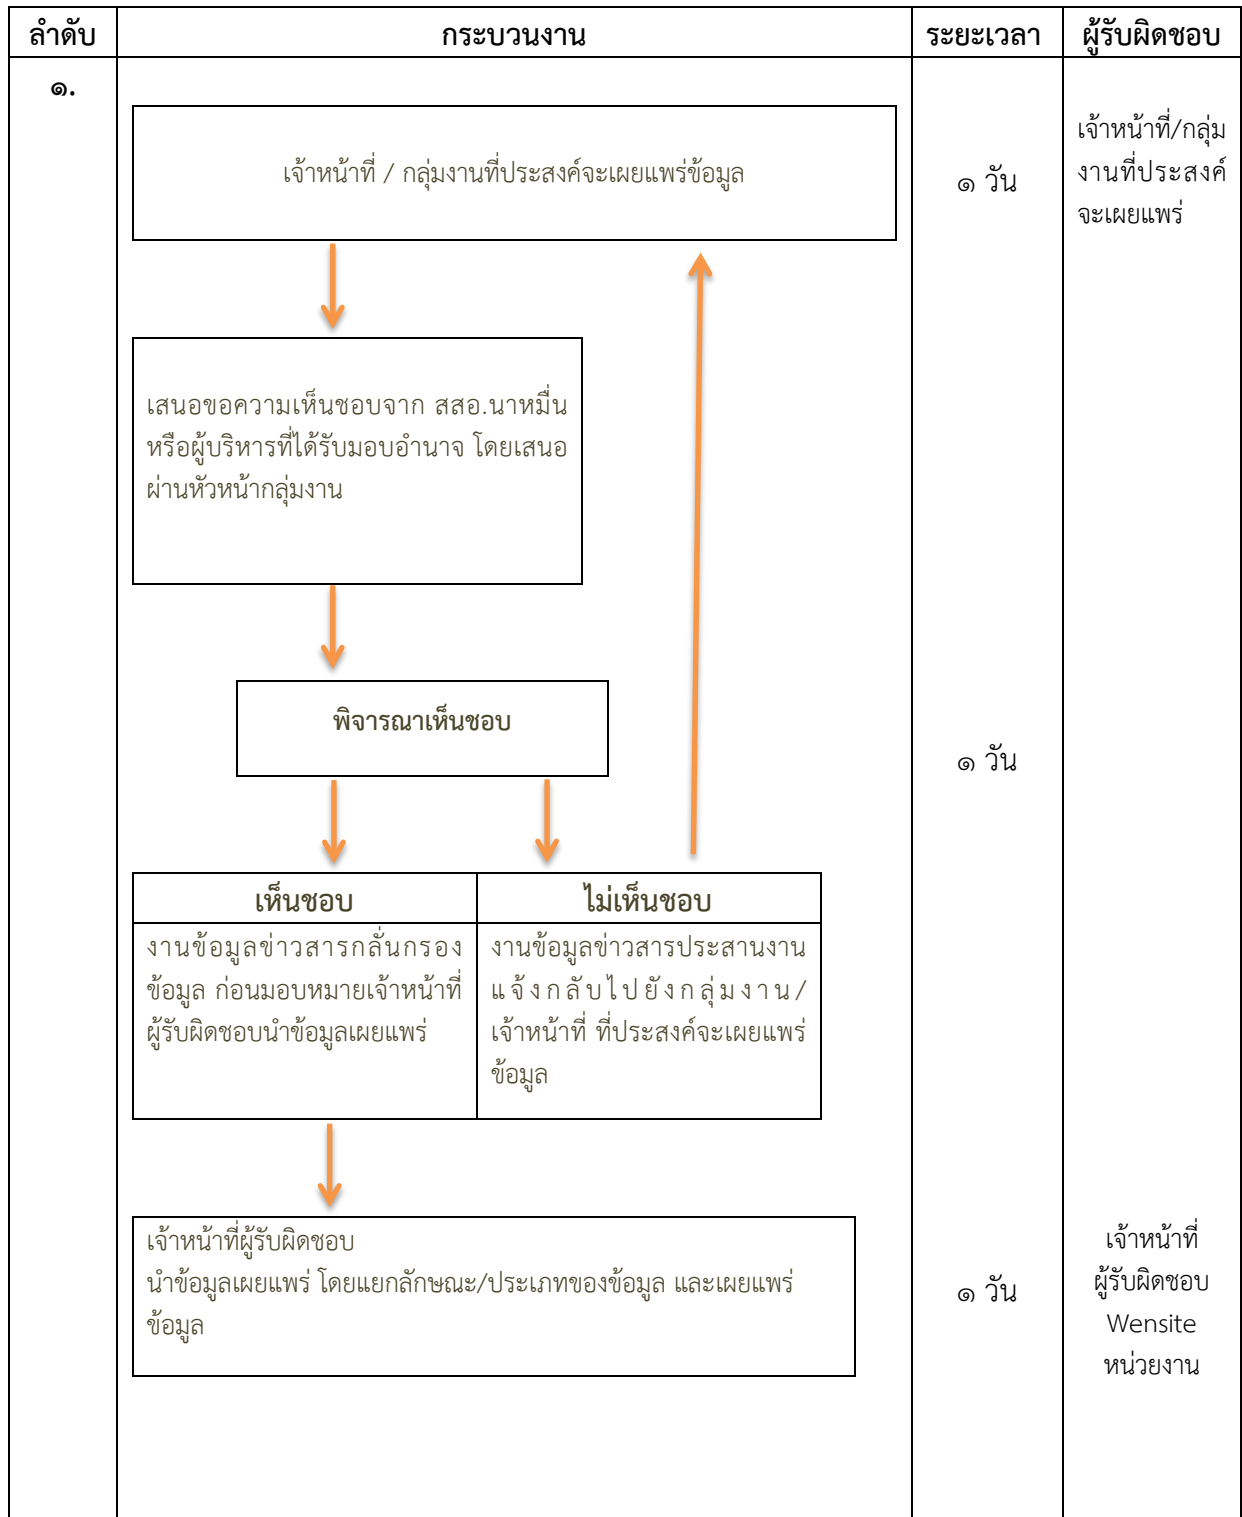 ลำดับ
กระบวนงาน
ระยะเวลา
ผู้รับผิดชอบ
๑.
เจ้าหน้าที่ / กลุ่มงานที่ประสงค์จะเผยแพร่ข้อมูล
๑ วัน
เจ้าหน้าที่/กลุ่ม
งานที่ประสงค์
จะเผยแพร่
เสนอขอความเห็นชอบจาก สสอ.นาหมื่น
หรือผู้บริหารที่ได้รับมอบอำนาจ โดยเสนอ
ผ่านหัวหน้ากลุ่มงาน
พิจารณาเห็นชอบ
๑ วัน
เห็นชอบ
ไม่เห็นชอบ
งานข้อมูลข่าวสารกลั่นกรอง
ข้อมูล ก่อนมอบหมายเจ้าหน้าที่
ผู้รับผิดชอบนำข้อมูลเผยแพร่
งานข้อมูลข่าวสารประสานงาน
แจ้งกลับไปยังกลุ่มงาน/
เจ้าหน้าที่ ที่ประสงค์จะเผยแพร่
ข้อมูล
เจ้าหน้าที่ผู้รับผิดชอบ
นำข้อมูลเผยแพร่ โดยแยกลักษณะ/ประเภทของข้อมูล และเผยแพร่
ข้อมูล
๑ วัน
เจ้าหน้าที่
ผู้รับผิดชอบ
Wensite
หน่วยงาน